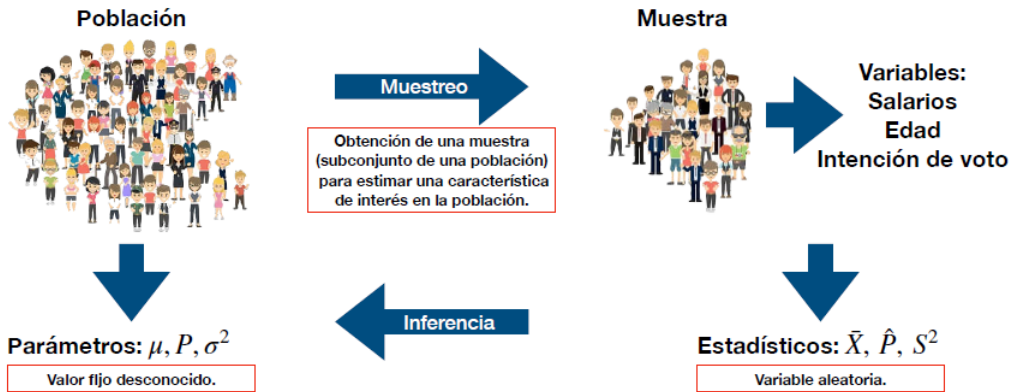 Población
Muestra
Muestreo
Obtención de una muestra
(subconjunto de una población)
para estimar una característica
de interés en la población.
Variables:
Salarios
Edad
Intención de voto
Inferencia
Parámetros: μ, P, σ²
Valor fijo desconocido.
Estadísticos: X̄, P̂, S²
Variable aleatoria.